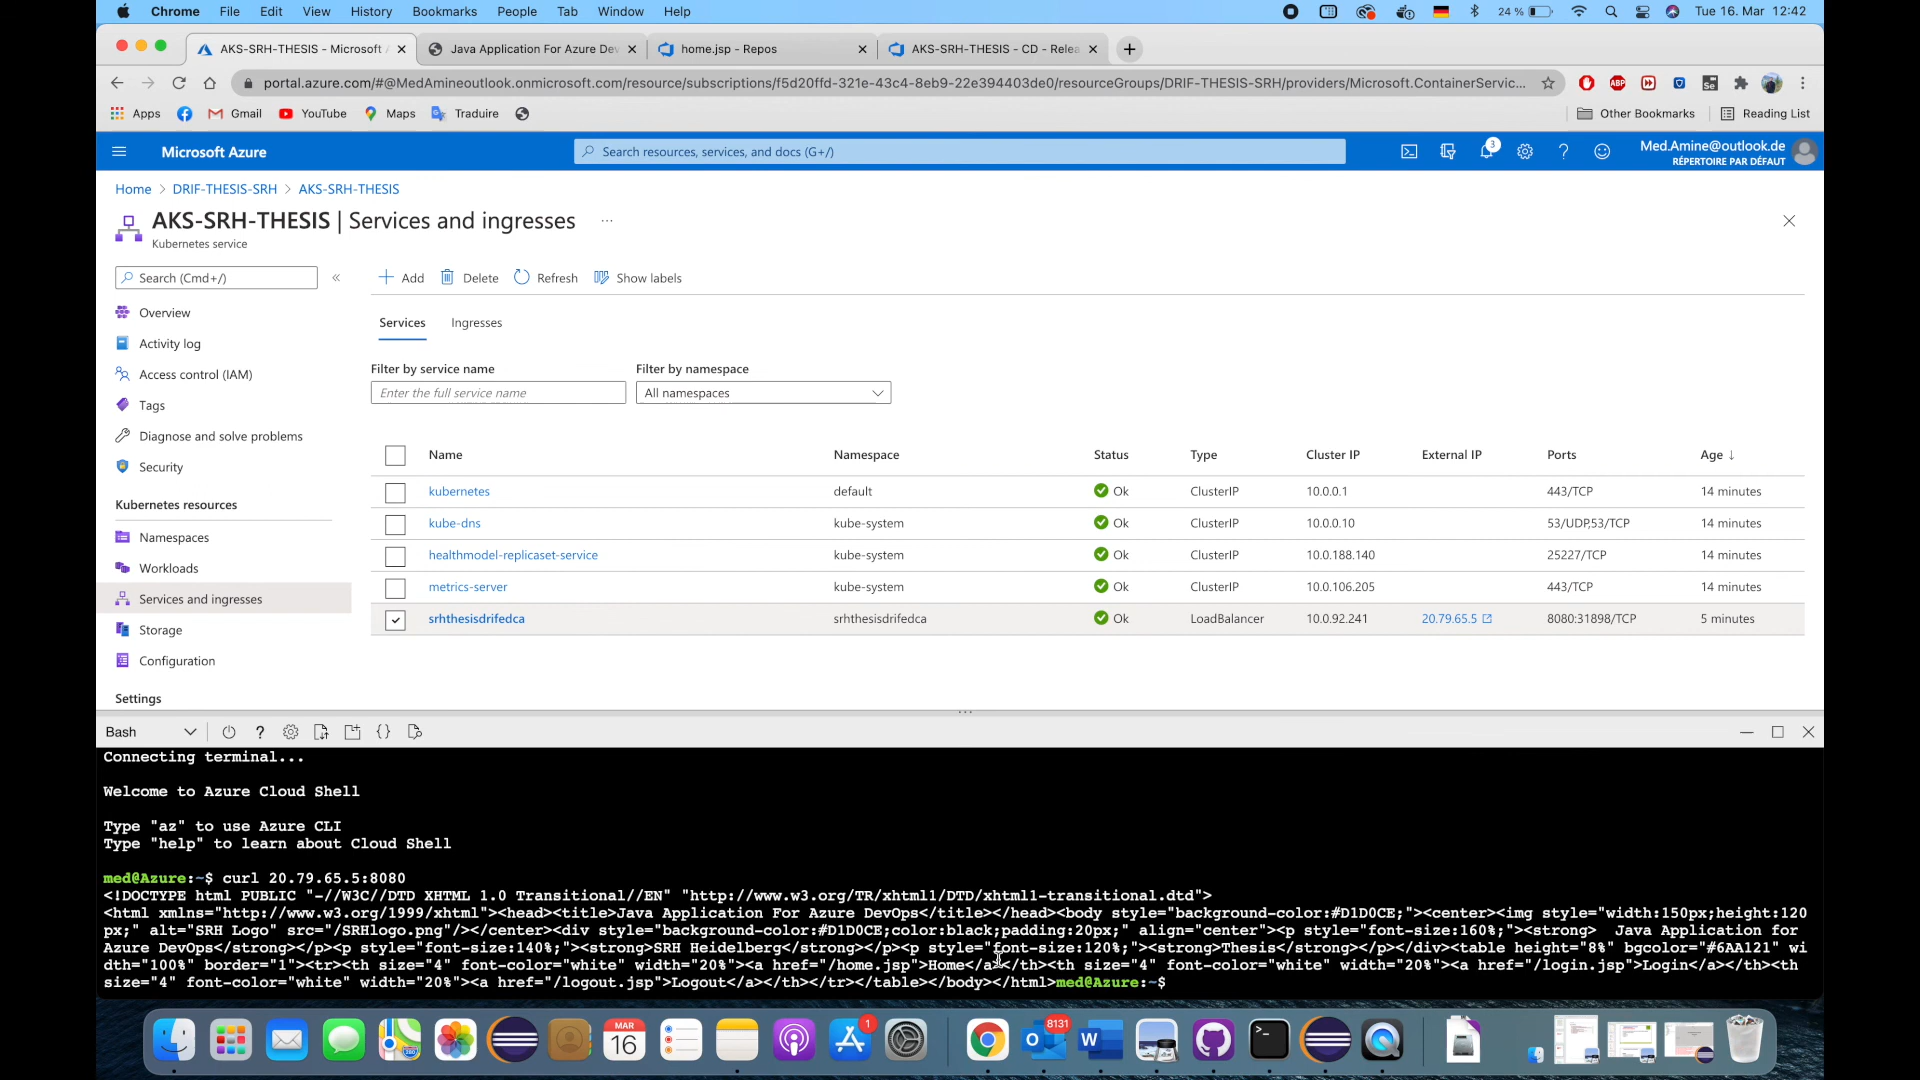 Chrome File Edit View History Bookmarks People Tab Window Help 24 % Tue 16. Mar 12:42
AKS-SRH-THESIS - Microsoft Java Application For Azure Dev home.jsp - Repos AKS-SRH-THESIS - CD - Relea
portal.azure.com/#@MedAmineoutlook.onmicrosoft.com/resource/subscriptions/f5d20ffd-321e-43c4-8eb9-22e394403de0/resourceGroups/DRIF-THESIS-SRH/providers/Microsoft.ContainerServic...
ABP
Apps Gmail YouTube Maps Traduire Other Bookmarks Reading List
Microsoft Azure Search resources, services, and docs (G+/) 3 Med.Amine@outlook.de
RÉPERTOIRE PAR DÉFAUT
Home > DRIF-THESIS-SRH > AKS-SRH-THESIS
AKS-SRH-THESIS | Services and ingresses ...
Kubernetes service
Search (Cmd+/) «
Add Delete Refresh Show labels
Overview
Activity log
Access control (IAM)
Tags
Diagnose and solve problems
Security
Kubernetes resources
Namespaces
Workloads
Services and ingresses
Storage
Configuration
Settings
Services Ingresses
Filter by service name Filter by namespace
Enter the full service name All namespaces
Name Namespace Status Type Cluster IP External IP Ports Age ↓
kubernetes default Ok ClusterIP 10.0.0.1 443/TCP 14 minutes
kube-dns kube-system Ok ClusterIP 10.0.0.10 53/UDP,53/TCP 14 minutes
healthmodel-replicaset-service kube-system Ok ClusterIP 10.0.188.140 25227/TCP 14 minutes
metrics-server kube-system Ok ClusterIP 10.0.106.205 443/TCP 14 minutes
srhthesisdrifedca srhthesisdrifedca Ok LoadBalancer 10.0.92.241 20.79.65.5 8080:31898/TCP 5 minutes
Bash ? {}
Connecting terminal...
Welcome to Azure Cloud Shell
Type "az" to use Azure CLI
Type "help" to learn about Cloud Shell
med@Azure:~$ curl 20.79.65.5:8080
<!DOCTYPE html PUBLIC "-//W3C//DTD XHTML 1.0 Transitional//EN" "http://www.w3.org/TR/xhtml1/DTD/xhtml1-transitional.dtd">
<html xmlns="http://www.w3.org/1999/xhtml"><head><title>Java Application For Azure DevOps</title></head><body style="background-color:#D1D0CE;"><center><img style="width:150px;height:120
px;" alt="SRH Logo" src="/SRHlogo.png"/></center><div style="background-color:#D1D0CE;color:black;padding:20px;" align="center"><p style="font-size:160%;"><strong> Java Application for
Azure DevOps</strong></p><p style="font-size:140%;"><strong>SRH Heidelberg</strong></p><p style="font-size:120%;"><strong>Thesis</strong></p></div><table height="8%" bgcolor="#6AA121" wi
dth="100%" border="1"><tr><th size="4" font-color="white" width="20%"><a href="/home.jsp">Home</a></th><th size="4" font-color="white" width="20%"><a href="/login.jsp">Login</a></th><th
size="4" font-color="white" width="20%"><a href="/logout.jsp">Logout</a></th></tr></table></body></html>med@Azure:~$
MAR
16
1
8131